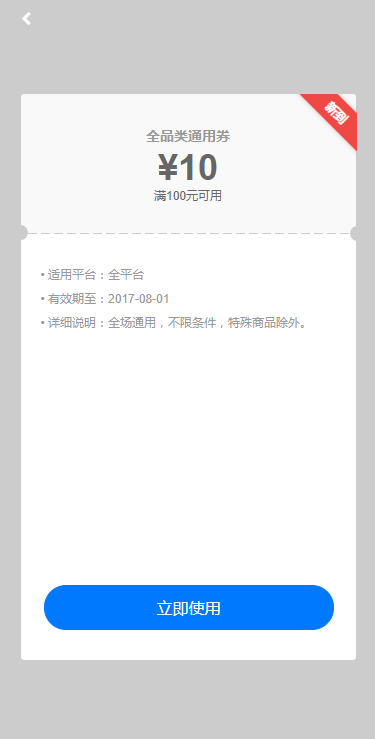 新到
全品类通用券
¥10
满100元可用
• 适用平台：全平台
• 有效期至：2017-08-01
• 详细说明：全场通用，不限条件，特殊商品除外。
立即使用